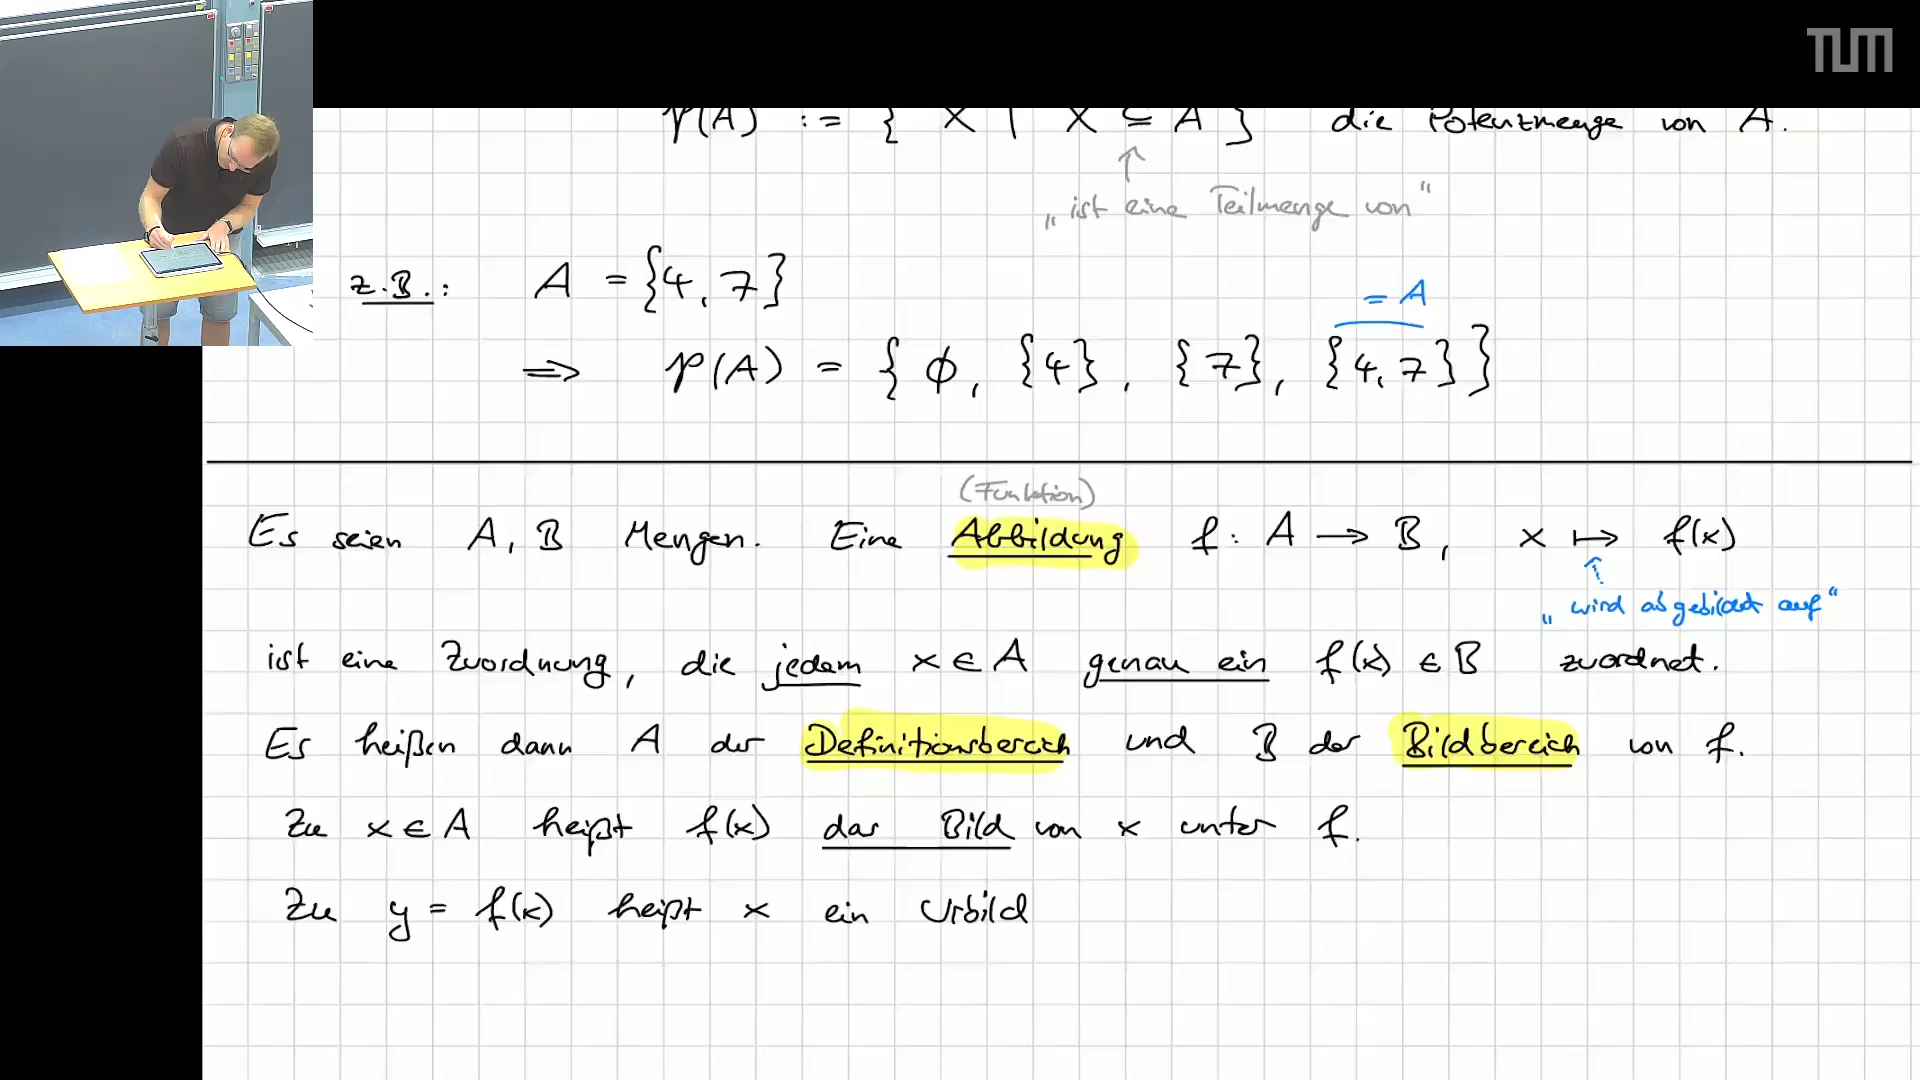 TUM
𝒫(A) := { X | X ⊆ A } die Potenzmenge von A.
↑
„ist eine Teilmenge von“
z.B.: A = {4, 7}
= A
⟹ 𝒫(A) = { ϕ, {4}, {7}, {4, 7} }
(Funktion)
Es seien A, B Mengen. Eine Abbildung f: A → B, x ↦ f(x)
↑
„wird abgebildet auf“
ist eine Zuordnung, die jedem x ∈ A genau ein f(x) ∈ B zuordnet.
Es heißen dann A der Definitionsbereich und B der Bildbereich von f.
Zu x ∈ A heißt f(x) das Bild von x unter f.
Zu y = f(x) heißt x ein Urbild